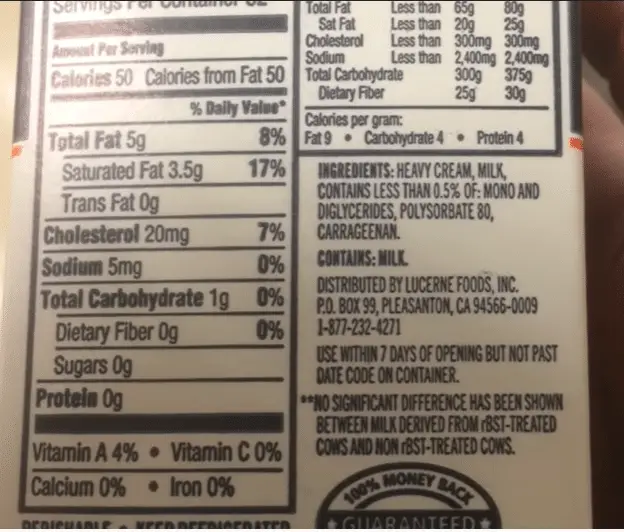 Servings Per Container 32
Amount Per Serving
Calories 50 Calories from Fat 50
% Daily Value*
Total Fat 5g 8%
Saturated Fat 3.5g 17%
Trans Fat 0g
Cholesterol 20mg 7%
Sodium 5mg 0%
Total Carbohydrate 1g 0%
Dietary Fiber 0g 0%
Sugars 0g
Protein 0g
Vitamin A 4% • Vitamin C 0%
Calcium 0% • Iron 0%
PERISHABLE • KEEP REFRIGERATED
Total Fat Less than 65g 80g
Sat Fat Less than 20g 25g
Cholesterol Less than 300mg 300mg
Sodium Less than 2,400mg 2,400mg
Total Carbohydrate 300g 375g
Dietary Fiber 25g 30g
Calories per gram:
Fat 9 • Carbohydrate 4 • Protein 4
INGREDIENTS: HEAVY CREAM, MILK,
CONTAINS LESS THAN 0.5% OF: MONO AND
DIGLYCERIDES, POLYSORBATE 80,
CARRAGEENAN.
CONTAINS: MILK.
DISTRIBUTED BY LUCERNE FOODS, INC.
P.O. BOX 99, PLEASANTON, CA 94566-0009
1-877-232-4271
USE WITHIN 7 DAYS OF OPENING BUT NOT PAST
DATE CODE ON CONTAINER.
**NO SIGNIFICANT DIFFERENCE HAS BEEN SHOWN
BETWEEN MILK DERIVED FROM rBST-TREATED
COWS AND NON rBST-TREATED COWS.
100% MONEY BACK
GUARANTEED